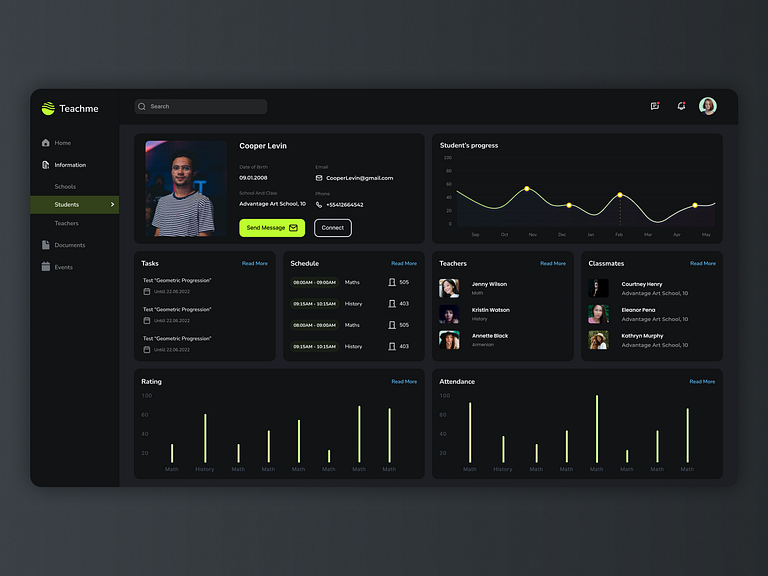 Teachme
Search
Home
Information
Schools
Students
Teachers
Documents
Events
Cooper Levin
Date of Birth
09.01.2008
Email
CooperLevin@gmail.com
School And Class
Advantage Art School, 10
Phone
+55412664542
Send Message
Connect
Student's progress
100
80
60
40
20
0
Sep Oct Nov Dec Jan Feb Mar Apr May
Tasks Read More
Test "Geometric Progression"
Until 22.06.2022
Test "Geometric Progression"
Until 22.06.2022
Test "Geometric Progression"
Until 22.06.2022
Schedule Read More
08:00AM - 09:00AM Maths 505
09:15AM - 10:15AM History 403
08:00AM - 09:00AM Maths 505
09:15AM - 10:15AM History 403
Teachers Read More
Jenny Wilson
Math
Kristin Watson
History
Annette Black
Armenian
Classmates Read More
Courtney Henry
Advantage Art School, 10
Eleanor Pena
Advantage Art School, 10
Kathryn Murphy
Advantage Art School, 10
Rating Read More
100
60
40
20
Math History Math Math Math Math Math Math
Attendance Read More
100
60
40
20
Math History Math Math Math Math Math Math